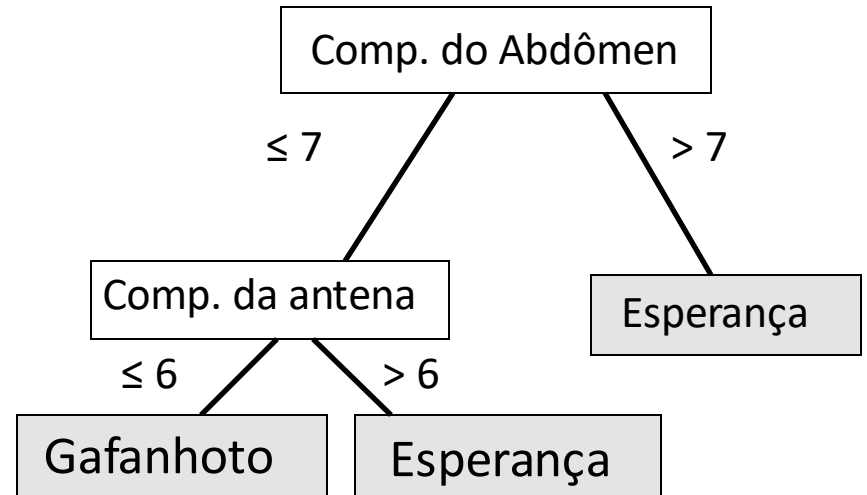 Comp. do Abdômen
≤ 7
> 7
Comp. da antena
Esperança
≤ 6
> 6
Gafanhoto
Esperança